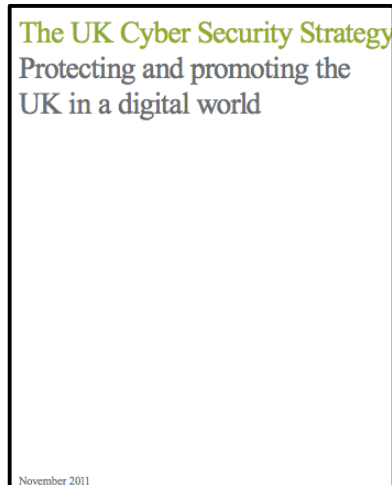 The UK Cyber Security Strategy
Protecting and promoting the
UK in a digital world
November 2011